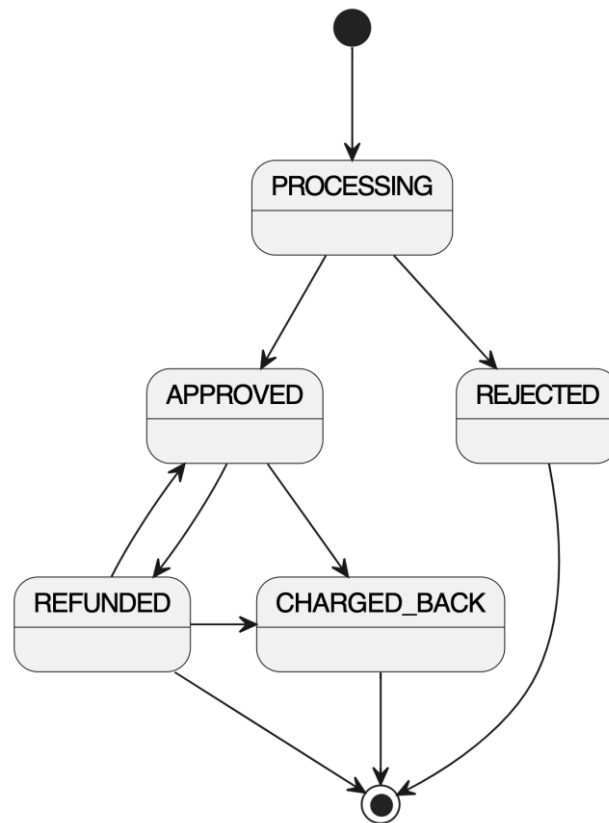 PROCESSING
APPROVED
REJECTED
REFUNDED
CHARGED_BACK